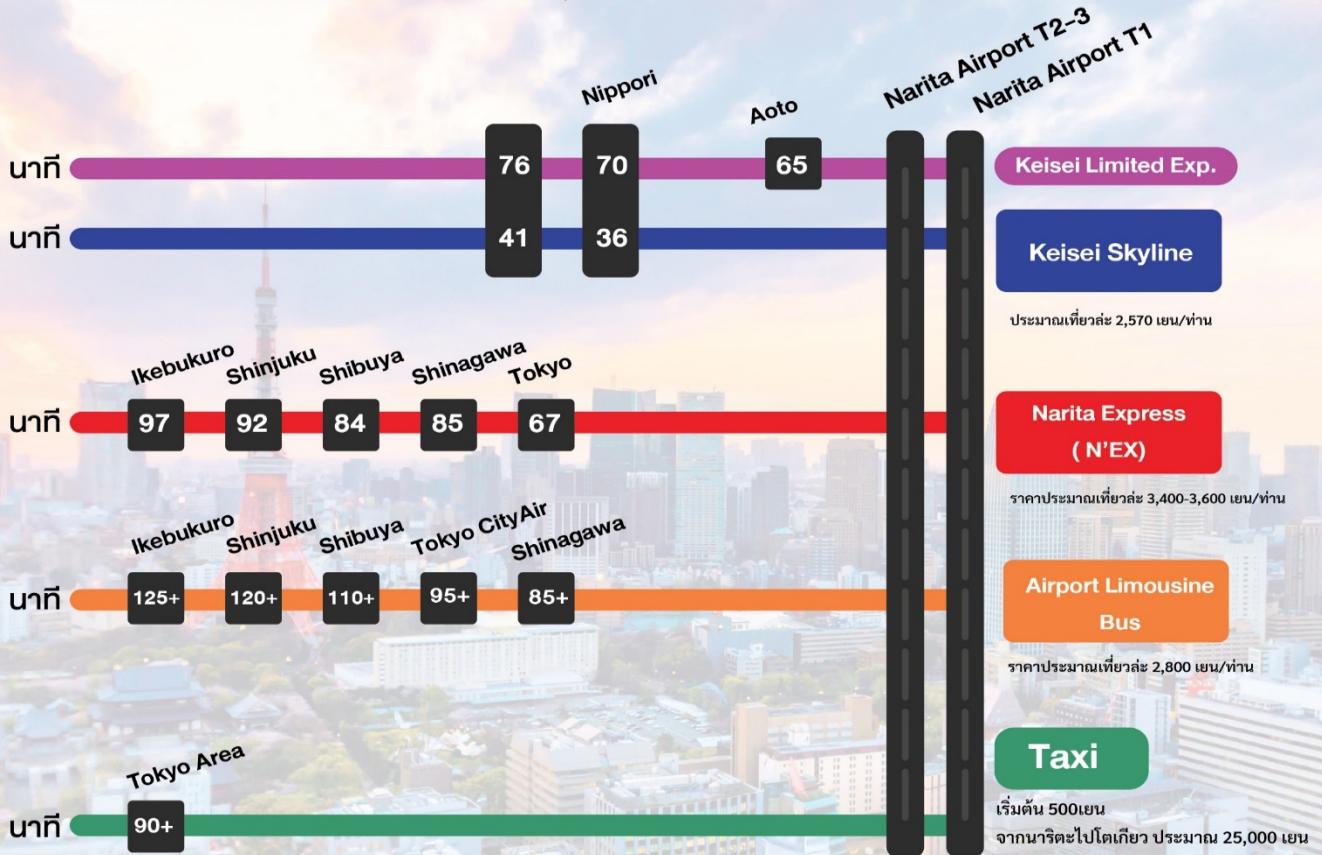 Narita Airport T2-3
Narita Airport T1
Nippori
Aoto
นาที
76
70
65
Keisei Limited Exp.
นาที
41
36
Keisei Skyline
ประมาณเที่ยวล่ะ 2,570 เยน/ท่าน
Ikebukuro
Shinjuku
Shibuya
Shinagawa
Tokyo
นาที
97
92
84
85
67
Narita Express
( N'EX)
ราคาประมาณเที่ยวล่ะ 3,400-3,600 เยน/ท่าน
Ikebukuro
Shinjuku
Shibuya
Tokyo CityAir
Shinagawa
นาที
125+
120+
110+
95+
85+
Airport Limousine
Bus
ราคาประมาณเที่ยวล่ะ 2,800 เยน/ท่าน
Tokyo Area
นาที
90+
Taxi
เริ่มต้น 500เยน
จากนาริตะไปโตเกียว ประมาณ 25,000 เยน